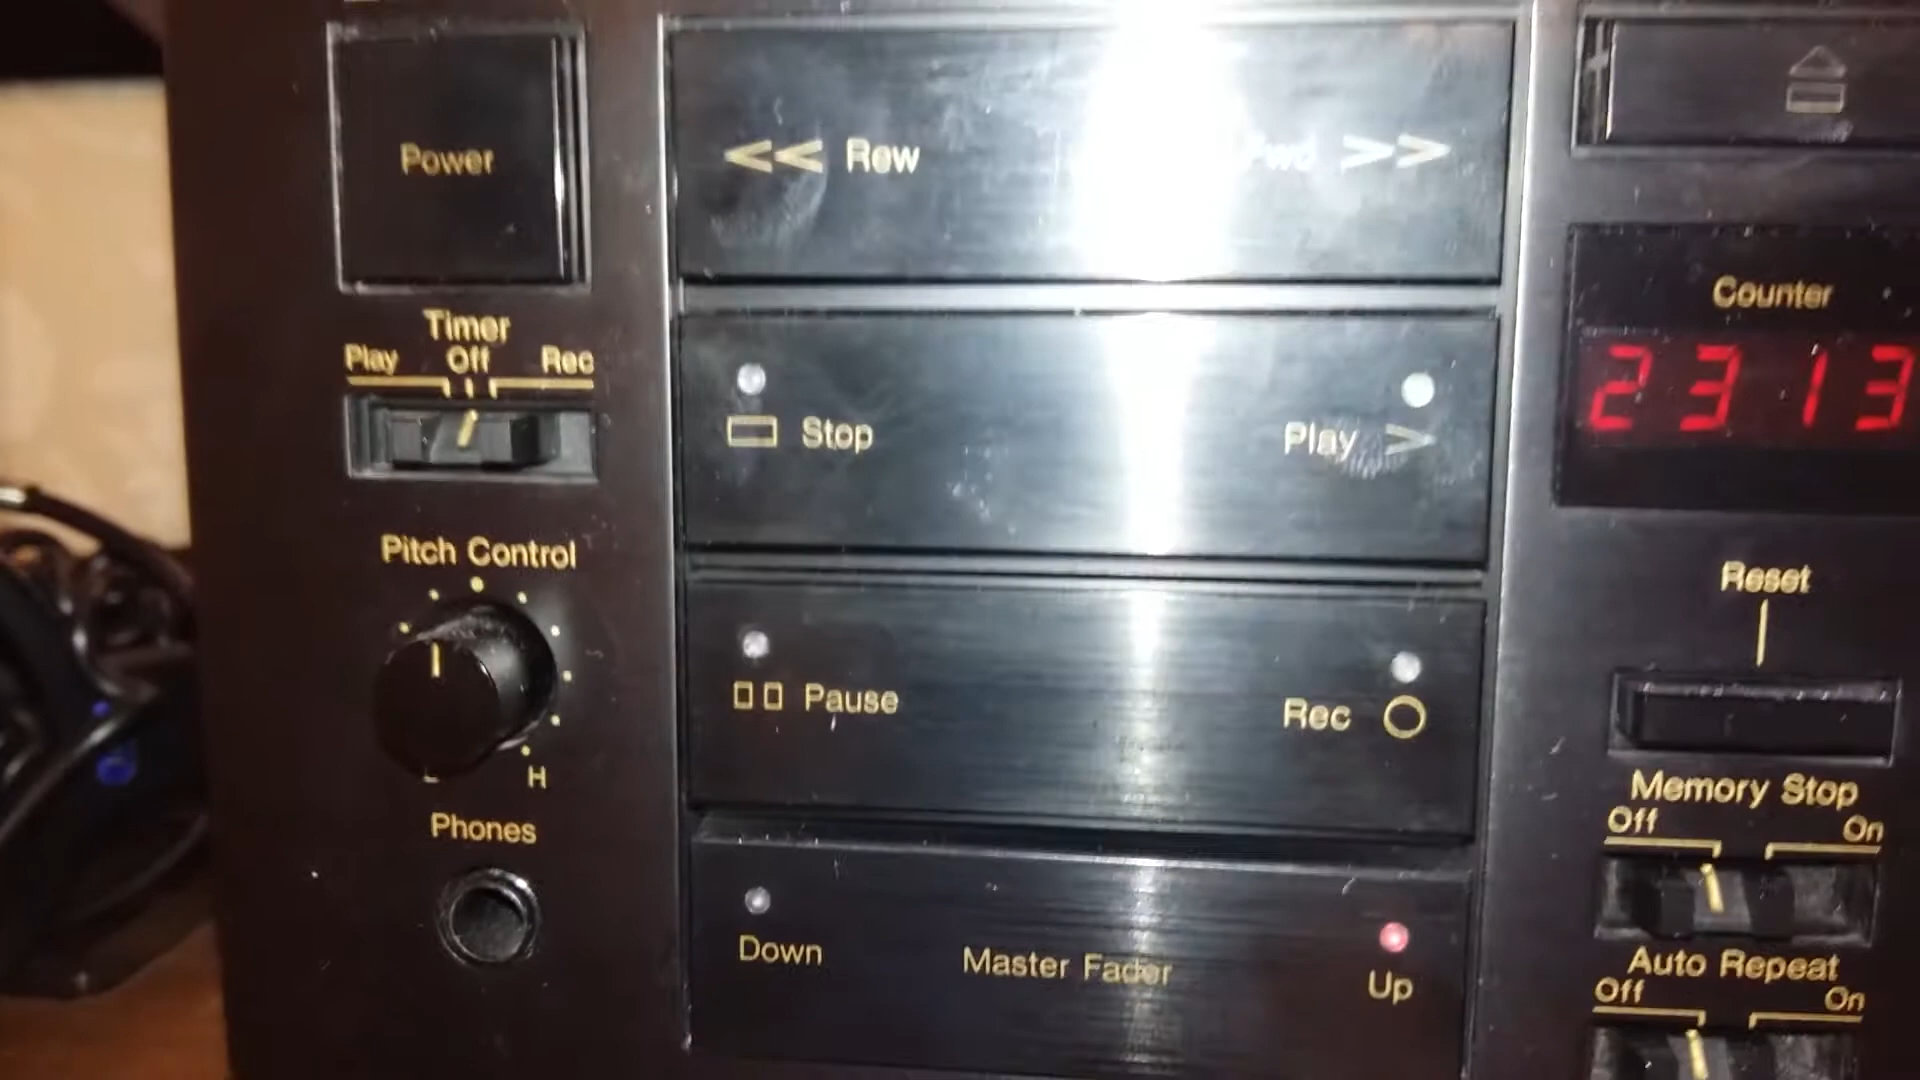 Power
<< Rew
Fwd >>
Timer
Play Off Rec
Counter
2313
Stop
Play >
Pitch Control
Reset
Pause
Rec
H
Phones
Memory Stop
Off On
Down
Master Fader
Up
Auto Repeat
Off On